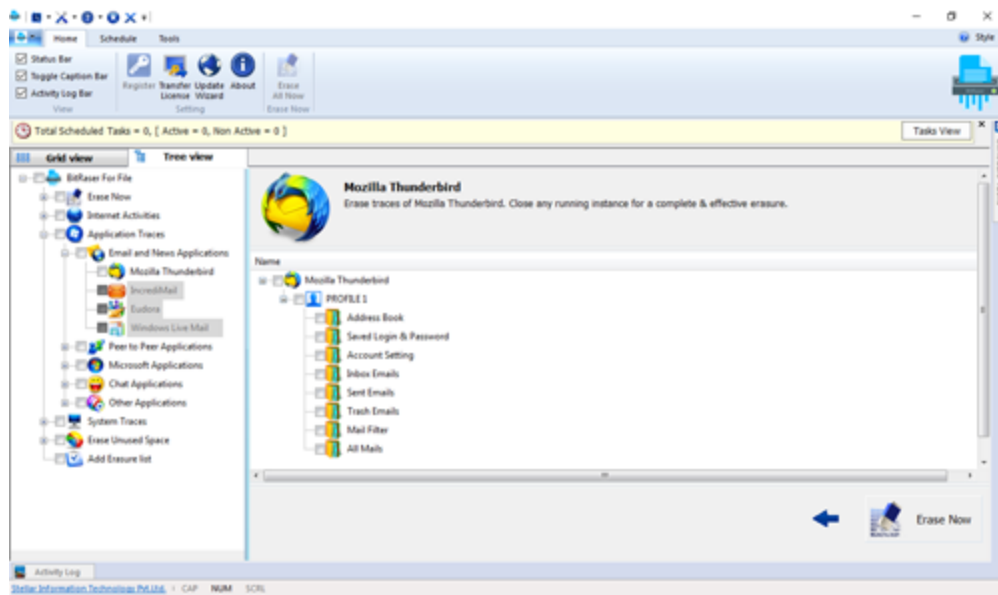 Home Schedule Tools Style
Status Bar
Toggle Caption Bar
Activity Log Bar
View
Register Transfer License Update Wizard About
Setting
Erase All Now
Erase Now
Total Scheduled Tasks = 0, [ Active = 0, Non Active = 0 ] Tasks View
Grid view Tree view
BitRaser For File
Erase Now
Internet Activities
Application Traces
Email and News Applications
Mozilla Thunderbird
IncrediMail
Eudora
Windows Live Mail
Peer to Peer Applications
Microsoft Applications
Chat Applications
Other Applications
System Traces
Erase Unused Space
Add Erasure list
Mozilla Thunderbird
Erase traces of Mozilla Thunderbird. Close any running instance for a complete & effective erasure.
Name
Mozilla Thunderbird
PROFILE1
Address Book
Saved Login & Password
Account Setting
Inbox Emails
Sent Emails
Trash Emails
Mail Filter
All Mails
Erase Now
Activity Log
Stellar Information Technology Pvt.Ltd. CAP NUM SCRL